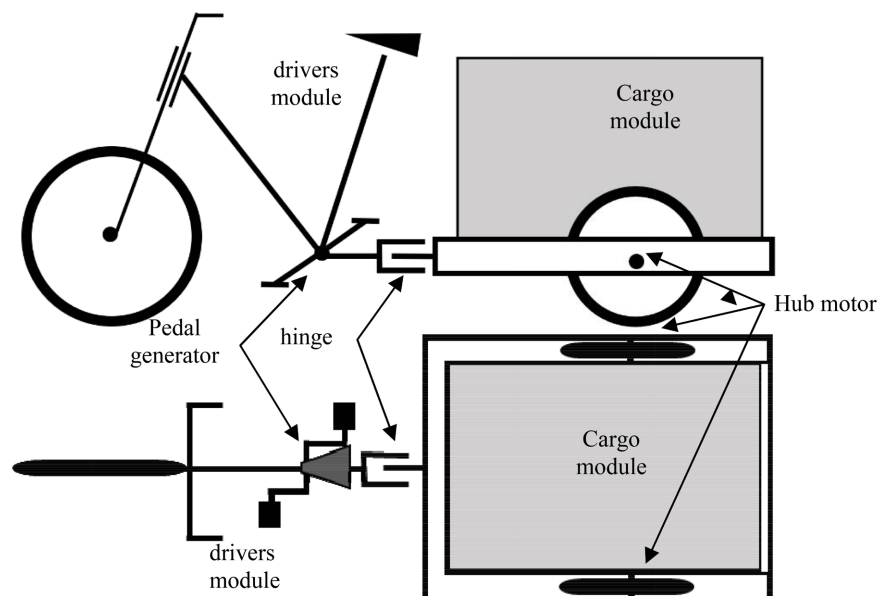 drivers
module
Cargo
module
Hub motor
Pedal
generator
hinge
Cargo
module
drivers
module